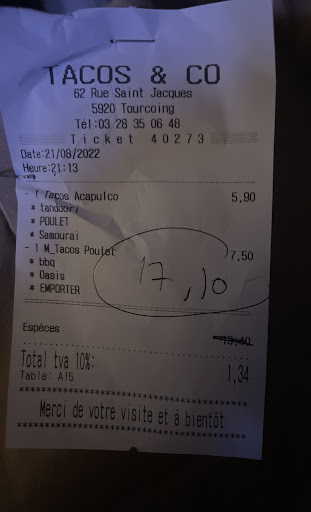 TACOS & CO
62 Rue Saint Jacques
5920 Tourcoing
Tél:03 28 35 06 48
Ticket 40273
Date:21/08/2022
Heure:21:13
- 1 Tacos Acapulco 5,90
* tandoori
* POULET
* Samourai
- 1 M_Tacos Poulet 7,50
* bbq
* Oasis
* EMPORTER
17,10
Espèces 13,40
Total tva 10%: 1,34
Table: A15
Merci de votre visite et à bientôt